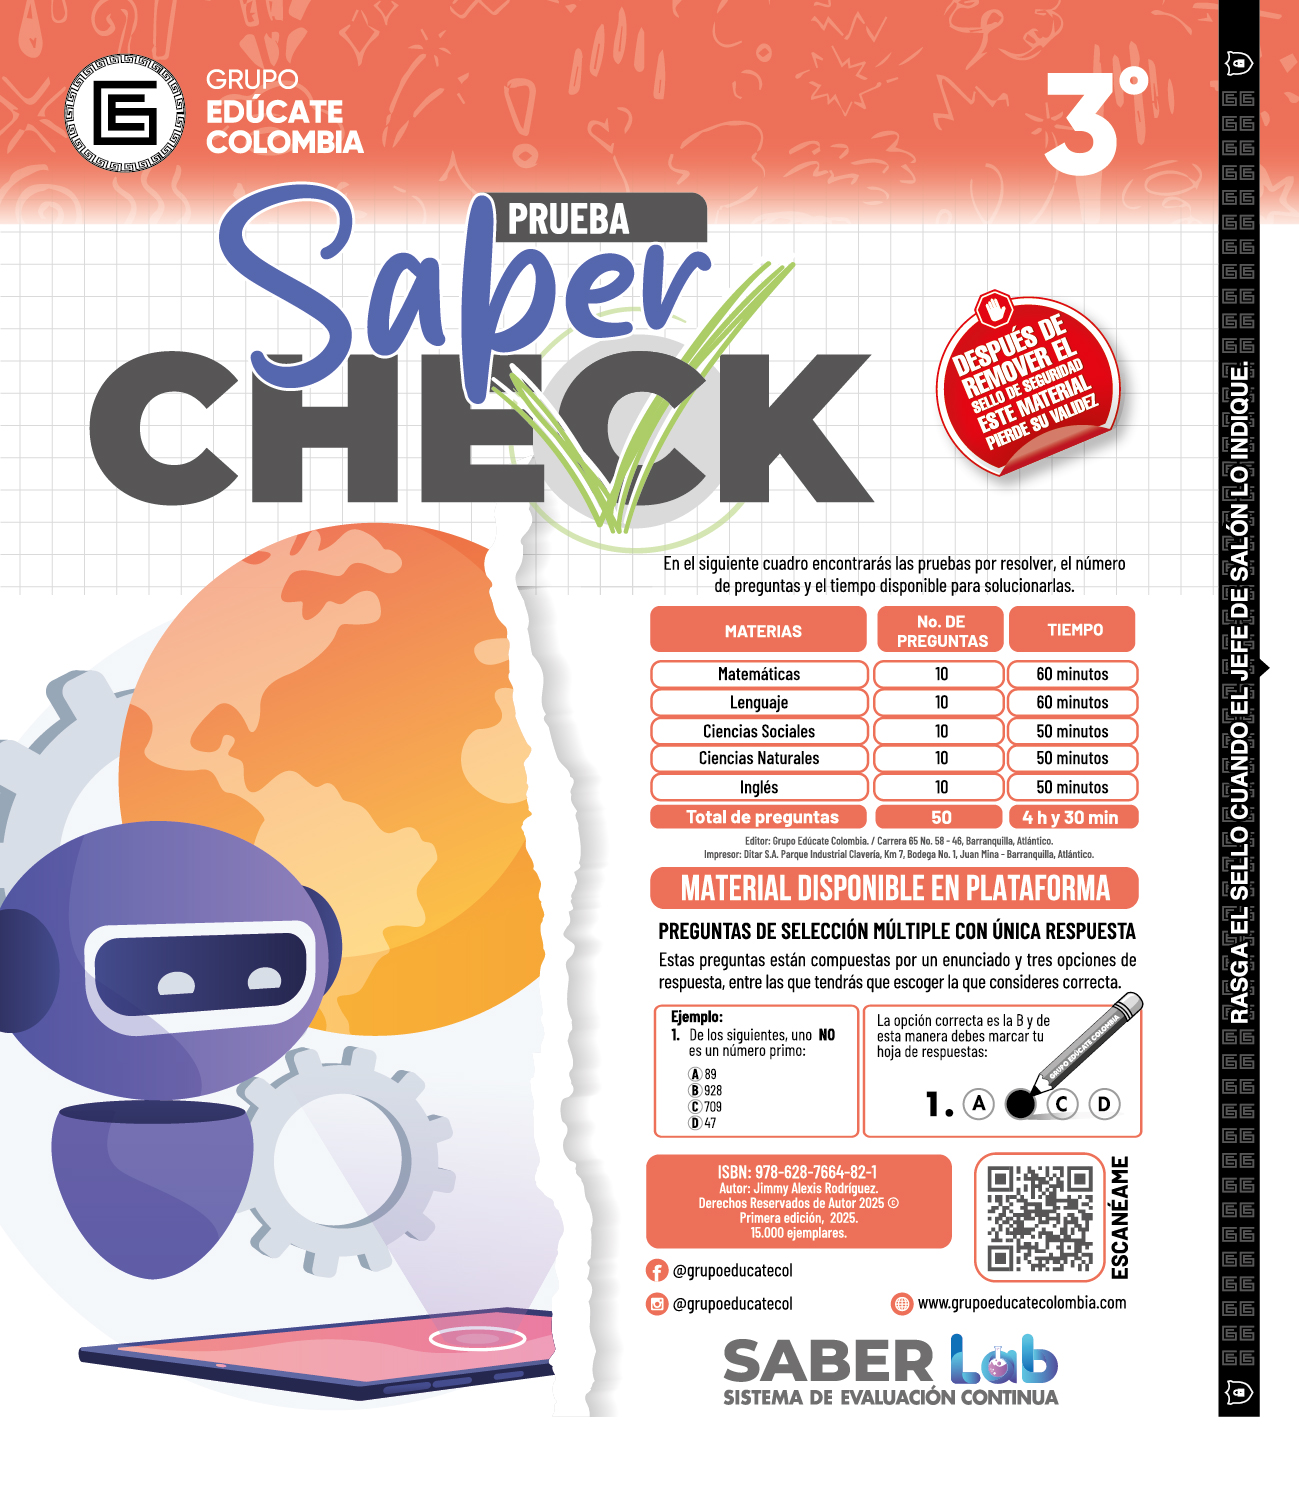 GRUPO
EDÚCATE
COLOMBIA
3°
PRUEBA
Saber
CHECK
DESPUÉS DE
REMOVER EL
SELLO DE SEGURIDAD
ESTE MATERIAL
PIERDE SU VALIDEZ
En el siguiente cuadro encontrarás las pruebas por resolver, el número
de preguntas y el tiempo disponible para solucionarlas.
MATERIAS No. DE PREGUNTAS TIEMPO
Matemáticas 10 60 minutos
Lenguaje 10 60 minutos
Ciencias Sociales 10 50 minutos
Ciencias Naturales 10 50 minutos
Inglés 10 50 minutos
Total de preguntas 50 4 h y 30 min
Editor: Grupo Edúcate Colombia. / Carrera 65 No. 58 - 46, Barranquilla, Atlántico.
Impresor: Ditar S.A. Parque Industrial Clavería, Km 7, Bodega No. 1, Juan Mina - Barranquilla, Atlántico.
MATERIAL DISPONIBLE EN PLATAFORMA
PREGUNTAS DE SELECCIÓN MÚLTIPLE CON ÚNICA RESPUESTA
Estas preguntas están compuestas por un enunciado y tres opciones de
respuesta, entre las que tendrás que escoger la que consideres correcta.
Ejemplo:
1. De los siguientes, uno NO
es un número primo:
A 89
B 928
C 709
D 47
La opción correcta es la B y de
esta manera debes marcar tu
hoja de respuestas:
GRUPO EDÚCATE COLOMBIA
1. A C D
ISBN: 978-628-7664-82-1
Autor: Jimmy Alexis Rodríguez.
Derechos Reservados de Autor 2025 ©
Primera edición, 2025.
15.000 ejemplares.
ESCANÉAME
@grupoeducatecol
@grupoeducatecol
www.grupoeducatecolombia.com
SABER Lab
SISTEMA DE EVALUACIÓN CONTINUA
RASGA EL SELLO CUANDO EL JEFE DE SALÓN LO INDIQUE.